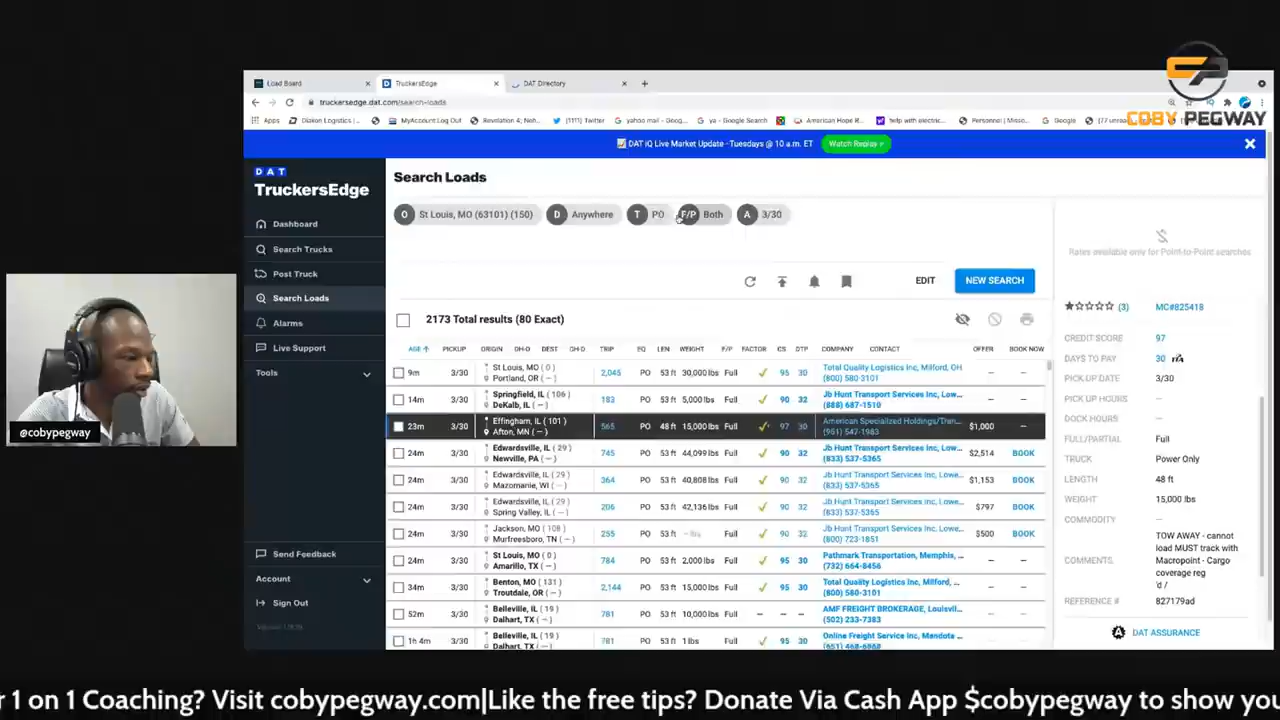 Load Board
TruckersEdge
DAT Directory
truckersedge.dat.com/search-loads
COBY PEGWAY
Apps
Diakon Logistics (...
MyAccount Log Out
Revelation 4; Neh...
(1111) Twitter
yahoo mail - Goog...
ya - Google Search
American Hope R...
help with electric...
Personnel | Misso...
Google
DAT iQ Live Market Update - Tuesdays @ 10 a.m. ET
Watch Replay
DAT
TruckersEdge
Dashboard
Search Trucks
Post Truck
Search Loads
Alarms
Live Support
Tools
Send Feedback
Account
Sign Out
Search Loads
O St Louis, MO (63101) (150)
D Anywhere
T PO
F/P Both
A 3/30
EDIT
NEW SEARCH
2173 Total results (80 Exact)
AGE PICKUP ORIGIN DH-O DEST DH-D TRIP EQ LEN WEIGHT F/P FACTOR CS DTP COMPANY CONTACT OFFER BOOK NOW
9m 3/30 St Louis, MO ( 0 ) 2,045 PO 53 ft 30,000 lbs Full 95 30 Total Quality Logistics Inc, Milford, OH — —
Portland, OR ( — ) (800) 580-3101
14m 3/30 Springfield, IL ( 106 ) 183 PO 53 ft 5,000 lbs Full 90 32 Jb Hunt Transport Services Inc, Lowe... — —
DeKalb, IL ( — ) (888) 687-1510
23m 3/30 Effingham, IL ( 101 ) 565 PO 48 ft 15,000 lbs Full 97 30 American Specialized Holdings/Tran... $1,000 —
Afton, MN ( — ) (951) 547-1983
24m 3/30 Edwardsville, IL ( 29 ) 745 PO 53 ft 44,099 lbs Full 90 32 Jb Hunt Transport Services Inc, Lowe... $2,514 BOOK
Newville, PA ( — ) (833) 537-5365
24m 3/30 Edwardsville, IL ( 29 ) 364 PO 53 ft 40,808 lbs Full 90 32 Jb Hunt Transport Services Inc, Lowe... $1,153 BOOK
Mazomanie, WI ( — ) (833) 537-5365
24m 3/30 Edwardsville, IL ( 29 ) 206 PO 53 ft 42,136 lbs Full 90 32 Jb Hunt Transport Services Inc, Lowe... $797 BOOK
Spring Valley, IL ( — ) (833) 537-5365
24m 3/30 Jackson, MO ( 108 ) 255 PO 53 ft – lbs Full 90 32 Jb Hunt Transport Services Inc, Lowe... $500 BOOK
Murfreesboro, TN ( — ) (800) 723-1851
24m 3/30 St Louis, MO ( 0 ) 784 PO 53 ft 2,000 lbs Full 95 30 Pathmark Transportation, Memphis, ... — —
Amarillo, TX ( — ) (732) 664-8456
34m 3/30 Benton, MO ( 131 ) 2,144 PO 53 ft 15,000 lbs Full 95 30 Total Quality Logistics Inc, Milford, ... — —
Troutdale, OR ( — ) (800) 580-3101
52m 3/30 Belleville, IL ( 19 ) 781 PO 53 ft 10,000 lbs Full — — — AMF FREIGHT BROKERAGE, Louisvil... — —
Dalhart, TX ( — ) (502) 233-7383
1h 4m 3/30 Belleville, IL ( 19 ) 781 PO 53 ft 1 lbs Full 95 30 Online Freight Service Inc, Mendota ... — —
Dalhart, TX ( — ) (651) 468-6868
Rates available only for Point-to-Point searches
(3) MC#825418
CREDIT SCORE 97
DAYS TO PAY 30
PICK UP DATE 3/30
PICK UP HOURS –
DOCK HOURS –
FULL/PARTIAL Full
TRUCK Power Only
LENGTH 48 ft
WEIGHT 15,000 lbs
COMMODITY –
COMMENTS TOW AWAY - cannot
load MUST track with
Macropoint - Cargo
coverage req
'd /
REFERENCE # 827179ad
DAT ASSURANCE
@cobypegway
r 1 on 1 Coaching? Visit cobypegway.com|Like the free tips? Donate Via Cash App $cobypegway to show you